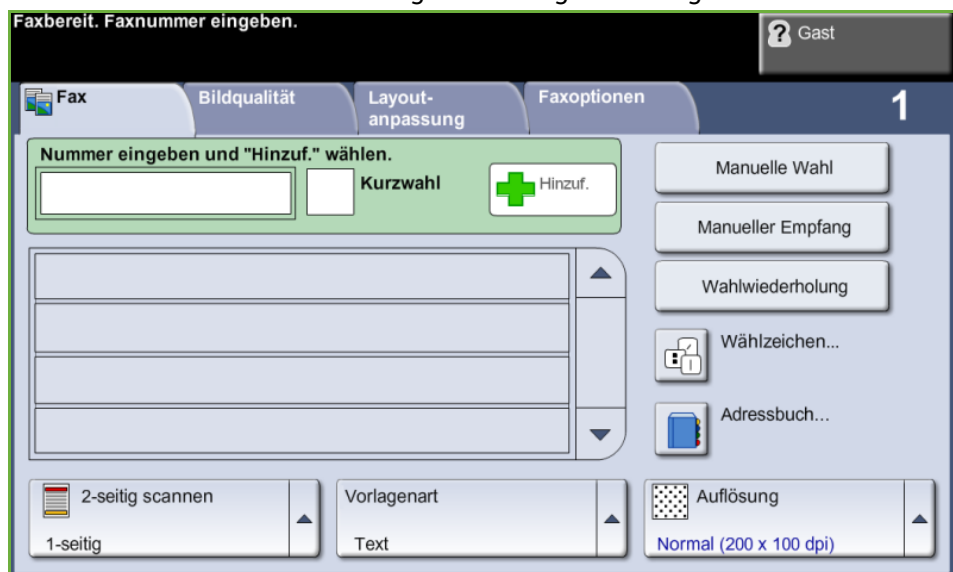 Faxbereit. Faxnummer eingeben.
Gast
Fax
Bildqualität
Layout-
anpassung
Faxoptionen
1
Nummer eingeben und "Hinzuf." wählen.
Kurzwahl
Hinzuf.
Manuelle Wahl
Manueller Empfang
Wahlwiederholung
Wählzeichen...
Adressbuch...
2-seitig scannen
1-seitig
Vorlagenart
Text
Auflösung
Normal (200 x 100 dpi)